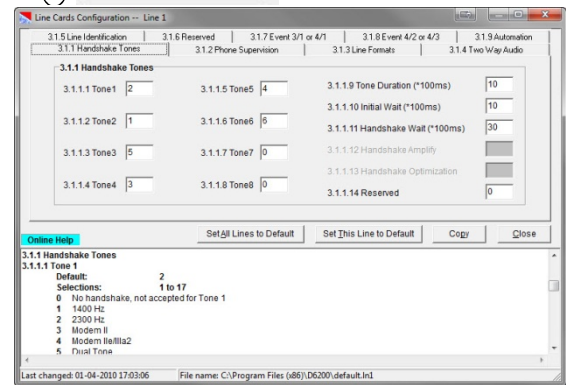 Line Cards Configuration -- Line 1
3.1.5 Line Identification
3.1.6 Reserved
3.1.7 Event 3/1 or 4/1
3.1.8 Event 4/2 or 4/3
3.1.9 Automation
3.1.1 Handshake Tones
3.1.2 Phone Supervision
3.1.3 Line Formats
3.1.4 Two Way Audio
3.1.1 Handshake Tones
3.1.1.1 Tone1 2
3.1.1.2 Tone2 1
3.1.1.3 Tone3 5
3.1.1.4 Tone4 3
3.1.1.5 Tone5 4
3.1.1.6 Tone6 6
3.1.1.7 Tone7 0
3.1.1.8 Tone8 0
3.1.1.9 Tone Duration (*100ms) 10
3.1.1.10 Initial Wait (*100ms) 10
3.1.1.11 Handshake Wait (*100ms) 30
3.1.1.12 Handshake Amplify
3.1.1.13 Handshake Optimization
3.1.1.14 Reserved 0
Set All Lines to Default
Set This Line to Default
Copy
Close
Online Help
3.1.1 Handshake Tones
3.1.1.1 Tone 1
Default: 2
Selections: 1 to 17
0 No handshake, not accepted for Tone 1
1 1400 Hz
2 2300 Hz
3 Modem II
4 Modem IIe/IIIa2
5 Dual Tone
Last changed: 01-04-2010 17:03:06
File name: C:\Program Files (x86)\D6200\default.ln1